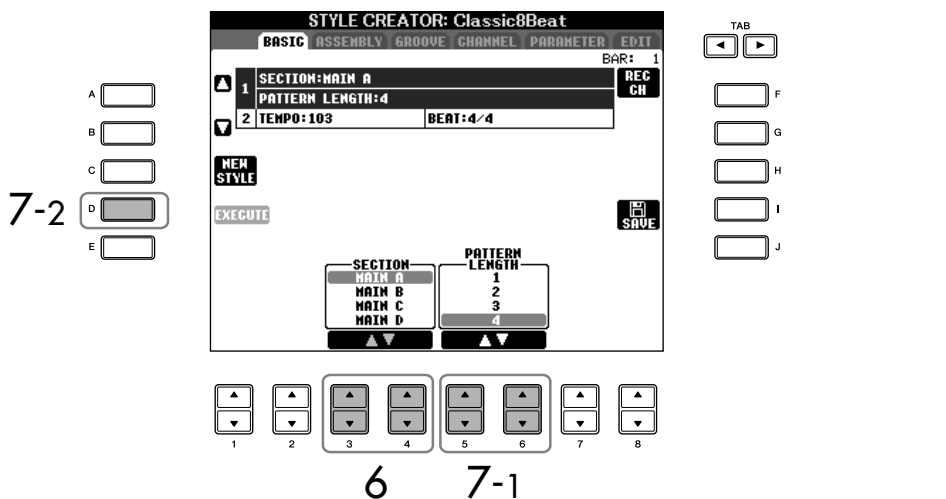 STYLE CREATOR: Classic8Beat
BASIC ASSEMBLY GROOVE CHANNEL PARAMETER EDIT
BAR: 1
1 SECTION:MAIN A
PATTERN LENGTH:4
REC
CH
2 TEMPO:103 BEAT:4/4
NEW
STYLE
EXECUTE
SAVE
SECTION
MAIN A
MAIN B
MAIN C
MAIN D
PATTERN
LENGTH
1
2
3
4
TAB
A
B
C
D
E
F
G
H
I
J
7-2
1 2 3 4 5 6 7 8
6 7-1